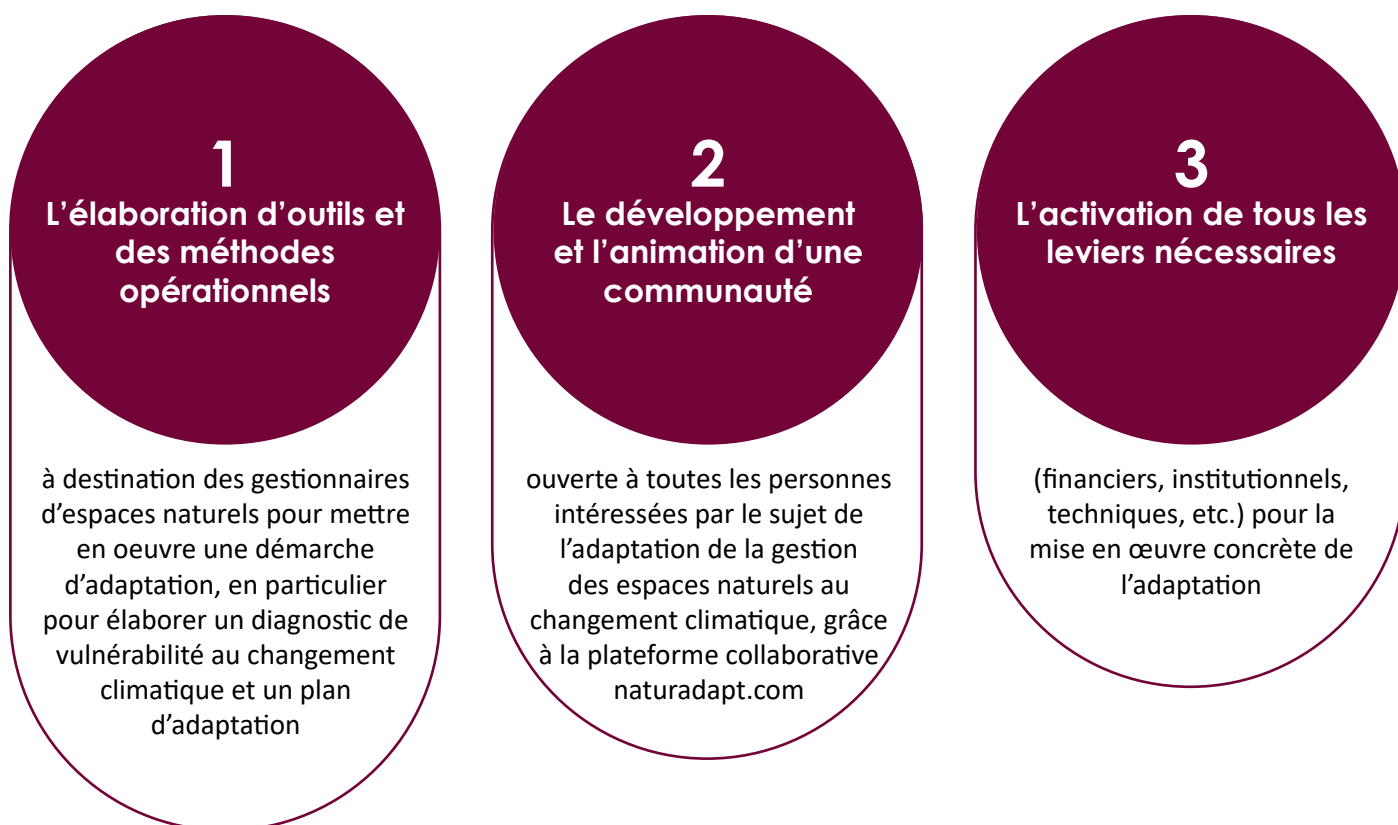 1
L’élaboration d’outils et
des méthodes
opérationnels
à destination des gestionnaires
d’espaces naturels pour mettre
en oeuvre une démarche
d’adaptation, en particulier
pour élaborer un diagnostic de
vulnérabilité au changement
climatique et un plan
d’adaptation
2
Le développement
et l’animation d’une
communauté
ouverte à toutes les personnes
intéressées par le sujet de
l’adaptation de la gestion
des espaces naturels au
changement climatique, grâce
à la plateforme collaborative
naturadapt.com
3
L’activation de tous les
leviers nécessaires
(financiers, institutionnels,
techniques, etc.) pour la
mise en œuvre concrète de
l’adaptation